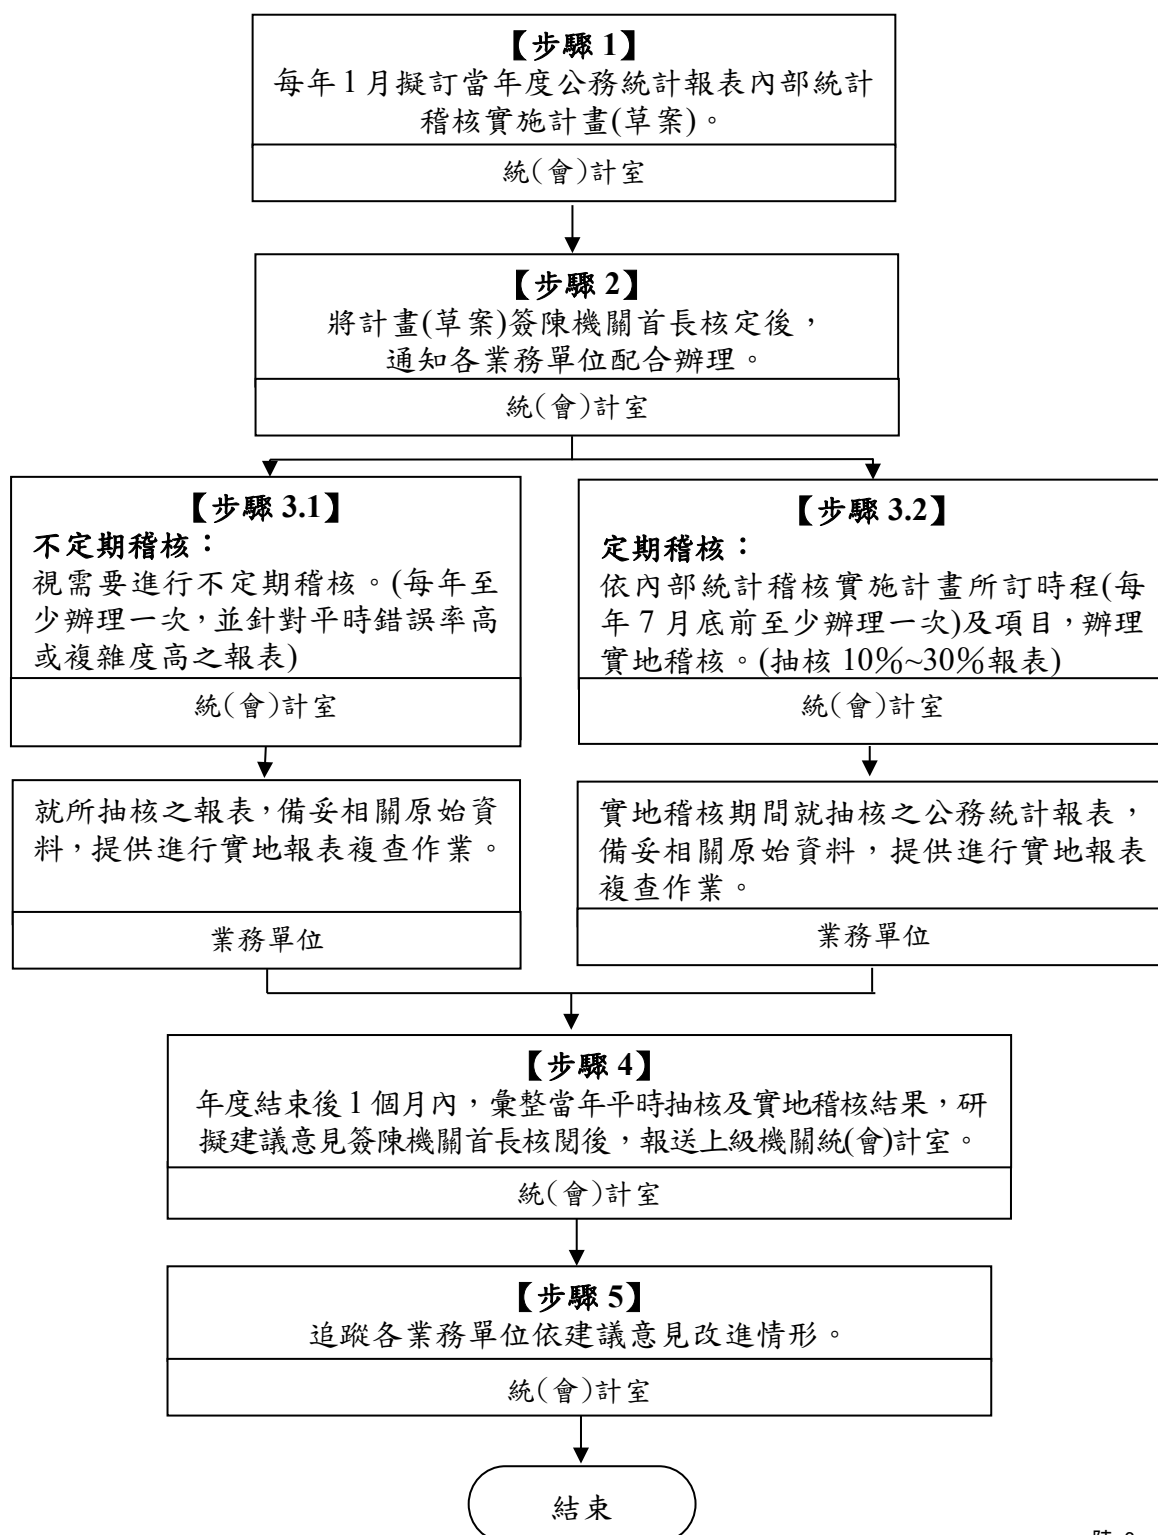 【步驟 1】
每年 1 月擬訂當年度公務統計報表內部統計
稽核實施計畫(草案)。
統(會)計室
【步驟 2】
將計畫(草案)簽陳機關首長核定後，
通知各業務單位配合辦理。
統(會)計室
【步驟 3.1】
不定期稽核：
視需要進行不定期稽核。(每年至
少辦理一次，並針對平時錯誤率高
或複雜度高之報表)
統(會)計室
【步驟 3.2】
定期稽核：
依內部統計稽核實施計畫所訂時程(每
年 7 月底前至少辦理一次)及項目，辦理
實地稽核。(抽核 10%~30%報表)
統(會)計室
就所抽核之報表，備妥相關原始資
料，提供進行實地報表複查作業。
業務單位
實地稽核期間就抽核之公務統計報表，
備妥相關原始資料，提供進行實地報表
複查作業。
業務單位
【步驟 4】
年度結束後 1 個月內，彙整當年平時抽核及實地稽核結果，研
擬建議意見簽陳機關首長核閱後，報送上級機關統(會)計室。
統(會)計室
【步驟 5】
追蹤各業務單位依建議意見改進情形。
統(會)計室
結束